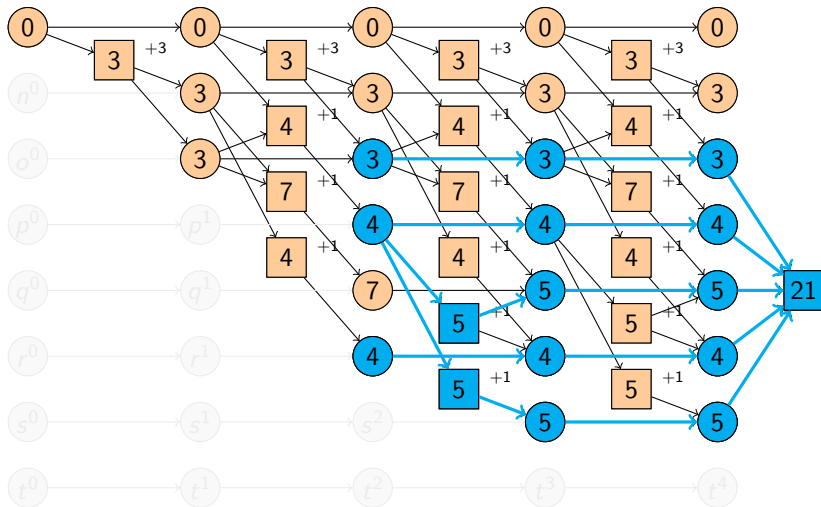 0 0 0 0 0
3 +3 3 +3 3 +3 3 +3
n⁰ 3 3 3 3
4 +1 4 +1 4 +1
o⁰ 3 3 3 3
7 +1 7 +1 7 +1
p⁰ p¹ 4 4 4
4 +1 4 +1 4 +1
q⁰ q¹ 7 5 5 21
5 +1 5 +1
r⁰ r¹ 4 4 4
5 +1 5 +1
s⁰ s¹ s² 5 5
t⁰ t¹ t² t³ t⁴